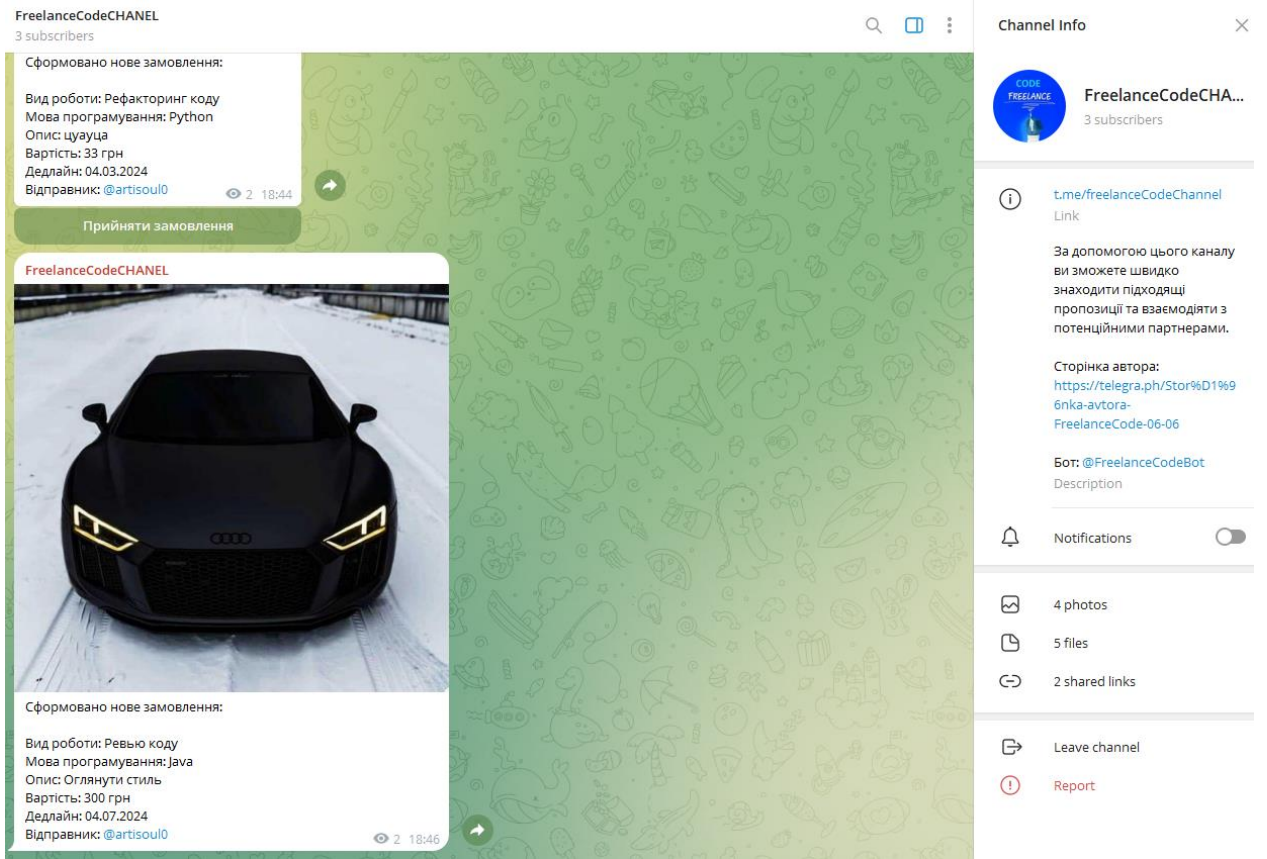 FreelanceCodeCHANEL
3 subscribers
Сформовано нове замовлення:
Вид роботи: Рефакторинг коду
Мова програмування: Python
Опис: цуауца
Вартість: 33 грн
Дедлайн: 04.03.2024
Відправник: @artisoul0
2 18:44
Прийняти замовлення
FreelanceCodeCHANEL
Сформовано нове замовлення:
Вид роботи: Ревью коду
Мова програмування: Java
Опис: Оглянути стиль
Вартість: 300 грн
Дедлайн: 04.07.2024
Відправник: @artisoul0
2 18:46
Channel Info
CODE
FREELANCE
FreelanceCodeCHA...
3 subscribers
t.me/freelanceCodeChannel
Link
За допомогою цього каналу
ви зможете швидко
знаходити підходящі
пропозиції та взаємодіяти з
потенційними партнерами.
Сторінка автора:
https://telegra.ph/Stor%D1%9
6nka-avtora-
FreelanceCode-06-06
Бот: @FreelanceCodeBot
Description
Notifications
4 photos
5 files
2 shared links
Leave channel
Report